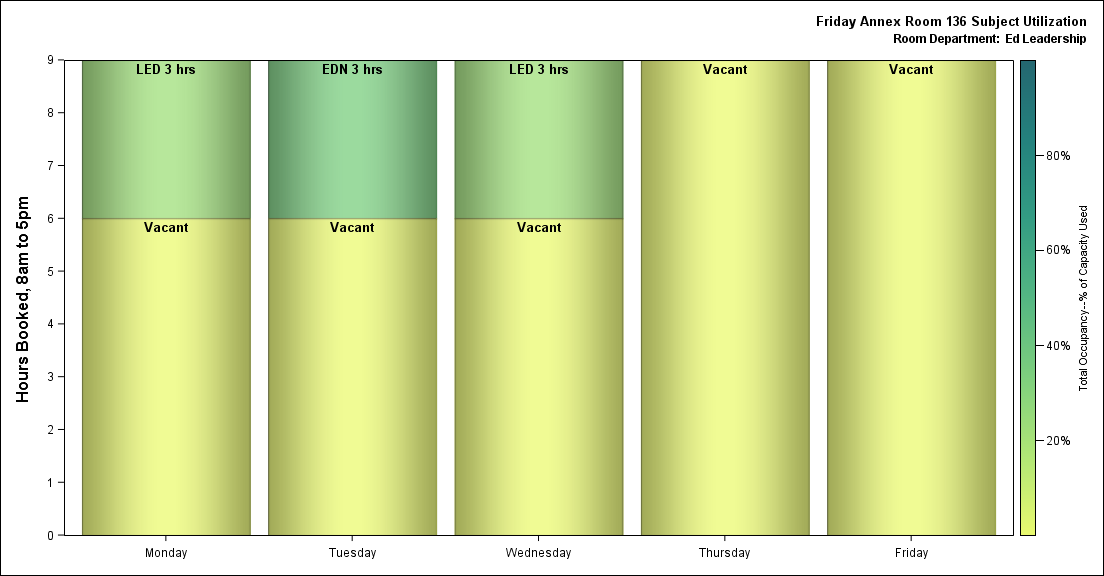 Friday Annex Room 136 Subject Utilization
Room Department: Ed Leadership
Hours Booked, 8am to 5pm
9
8
7
6
5
4
3
2
1
0
LED 3 hrs
EDN 3 hrs
LED 3 hrs
Vacant
Vacant
Vacant
Vacant
Vacant
Monday
Tuesday
Wednesday
Thursday
Friday
80%
60%
40%
20%
Total Occupancy--% of Capacity Used